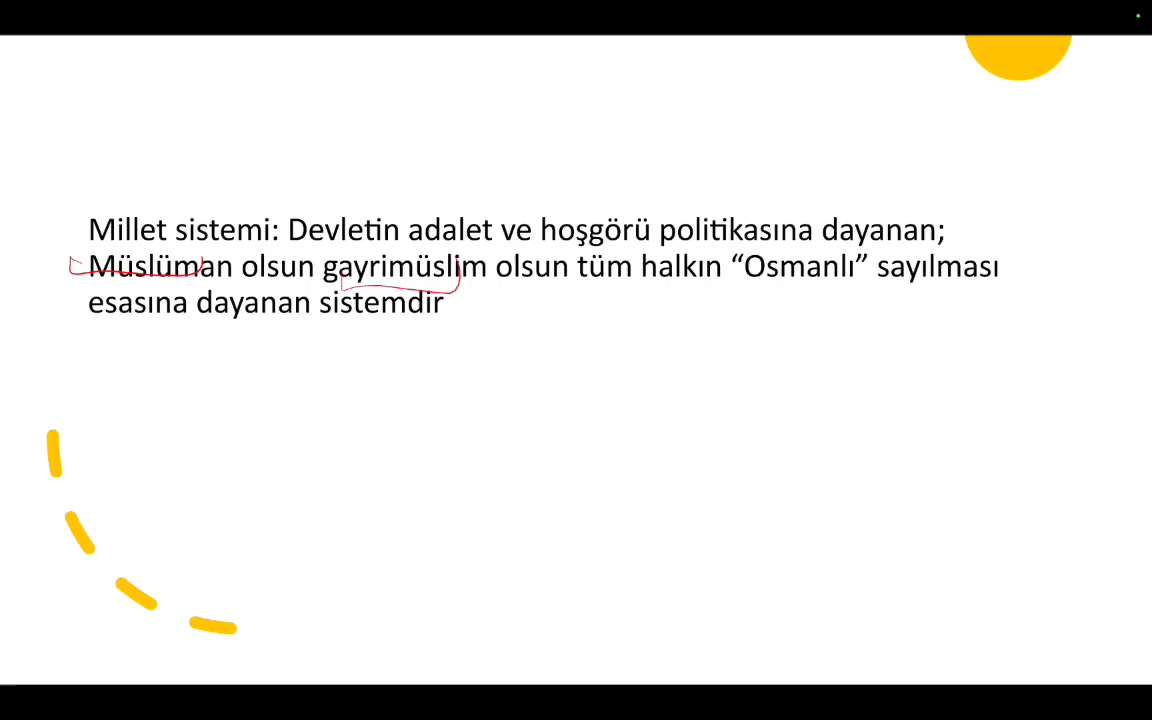 Millet sistemi: Devletin adalet ve hoşgörü politikasına dayanan;
Müslüman olsun gayrimüslim olsun tüm halkın “Osmanlı” sayılması
esasına dayanan sistemdir